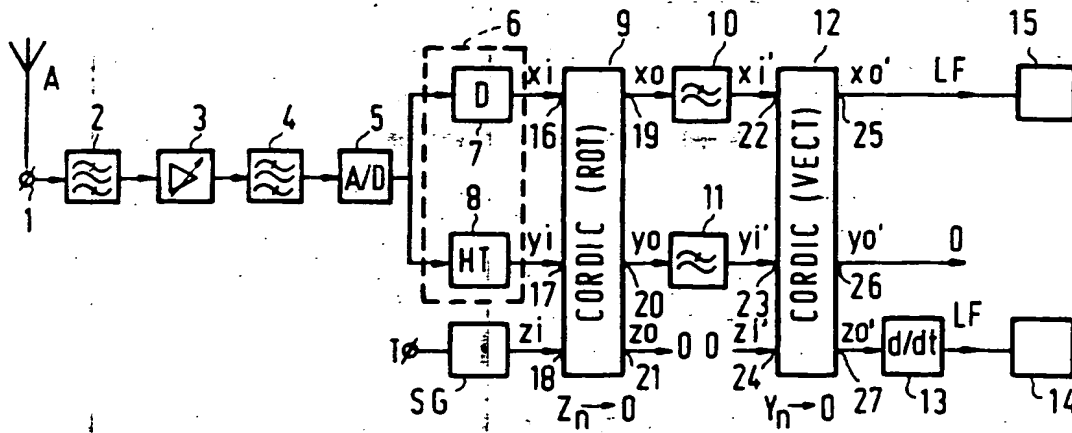 6 9 10 12 15
A
2 3 4 5
D
xi xo xi' xo' LF
7 16 19 22 25
A/D
1
8 11
HT
yi yo yi' yo' 0
17 20 23 26
CORDIC (ROT)
CORDIC (VECT)
T
SG
zi zo 0 0 zi' zo' d/dt LF
18 21 24 27 13 14
Zn→0 Yn→0